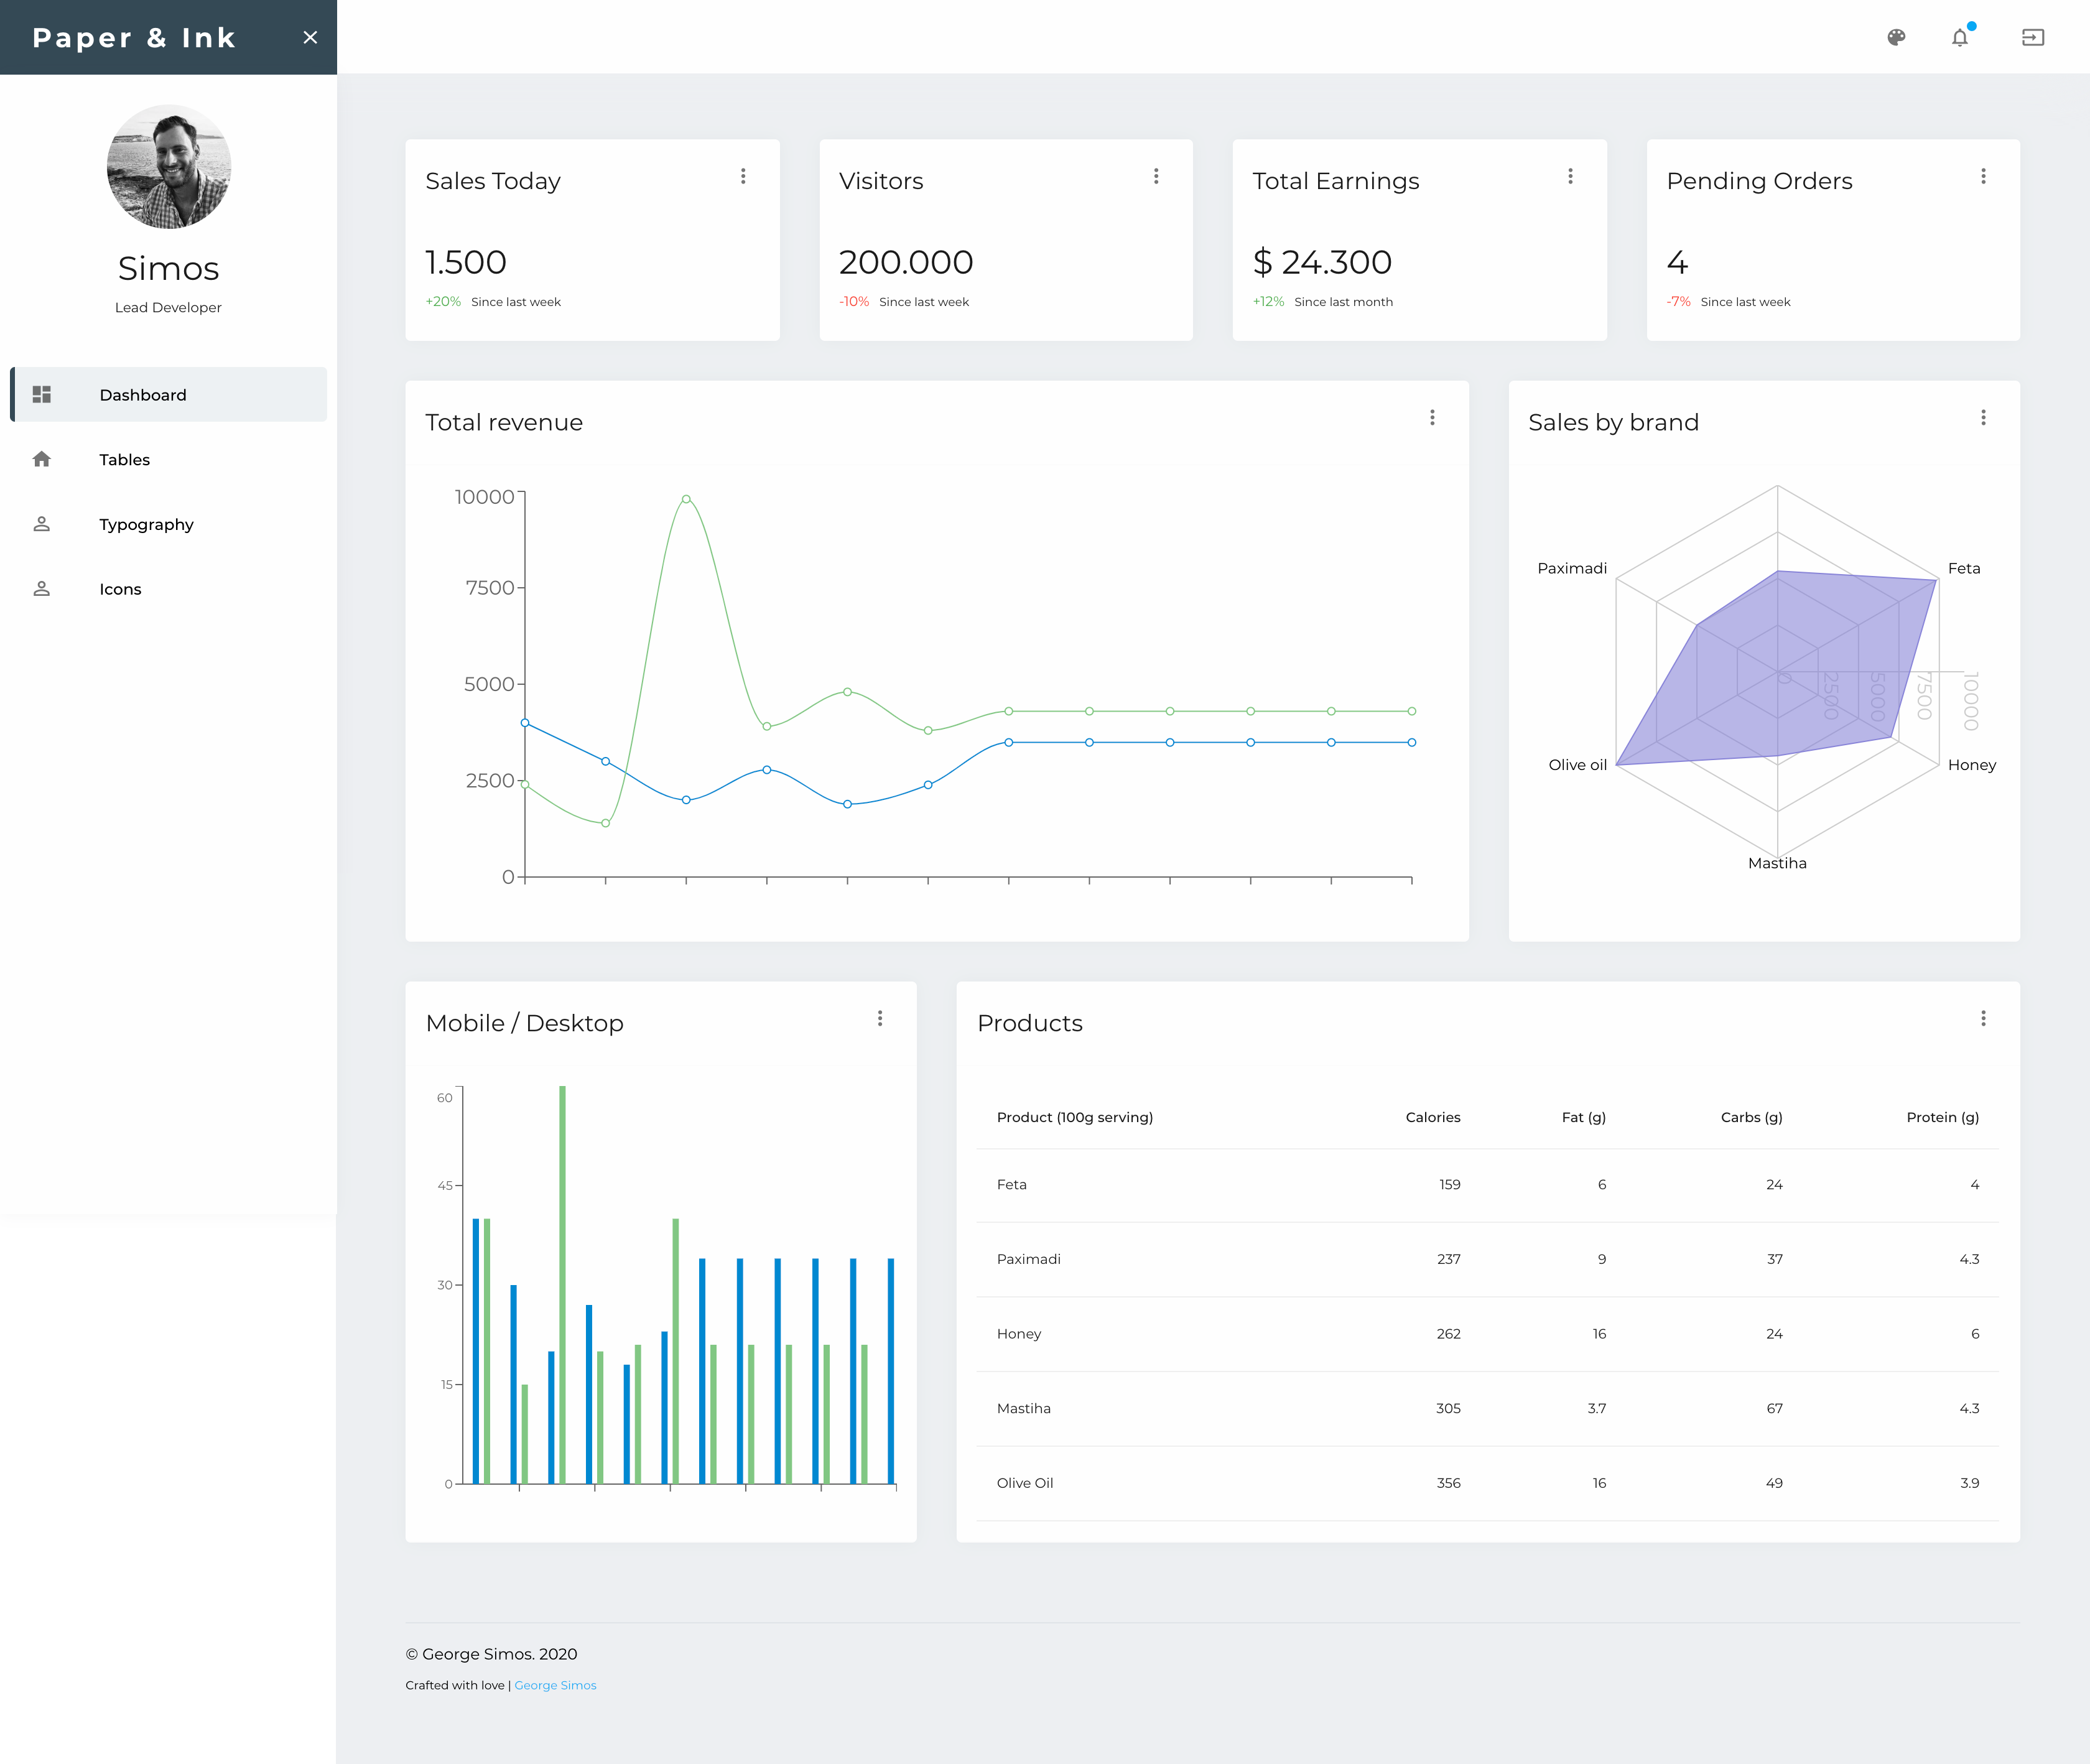 Paper & Ink
Simos
Lead Developer
Dashboard
Tables
Typography
Icons
Sales Today
1.500
+20% Since last week
Visitors
200.000
-10% Since last week
Total Earnings
$ 24.300
+12% Since last month
Pending Orders
4
-7% Since last week
Total revenue
10000
7500
5000
2500
0
Sales by brand
Paximadi
Feta
Olive oil
Honey
Mastiha
0
2500
5000
7500
10000
Mobile / Desktop
60
45
30
15
0
Products
Product (100g serving) Calories Fat (g) Carbs (g) Protein (g)
Feta 159 6 24 4
Paximadi 237 9 37 4.3
Honey 262 16 24 6
Mastiha 305 3.7 67 4.3
Olive Oil 356 16 49 3.9
© George Simos. 2020
Crafted with love | George Simos